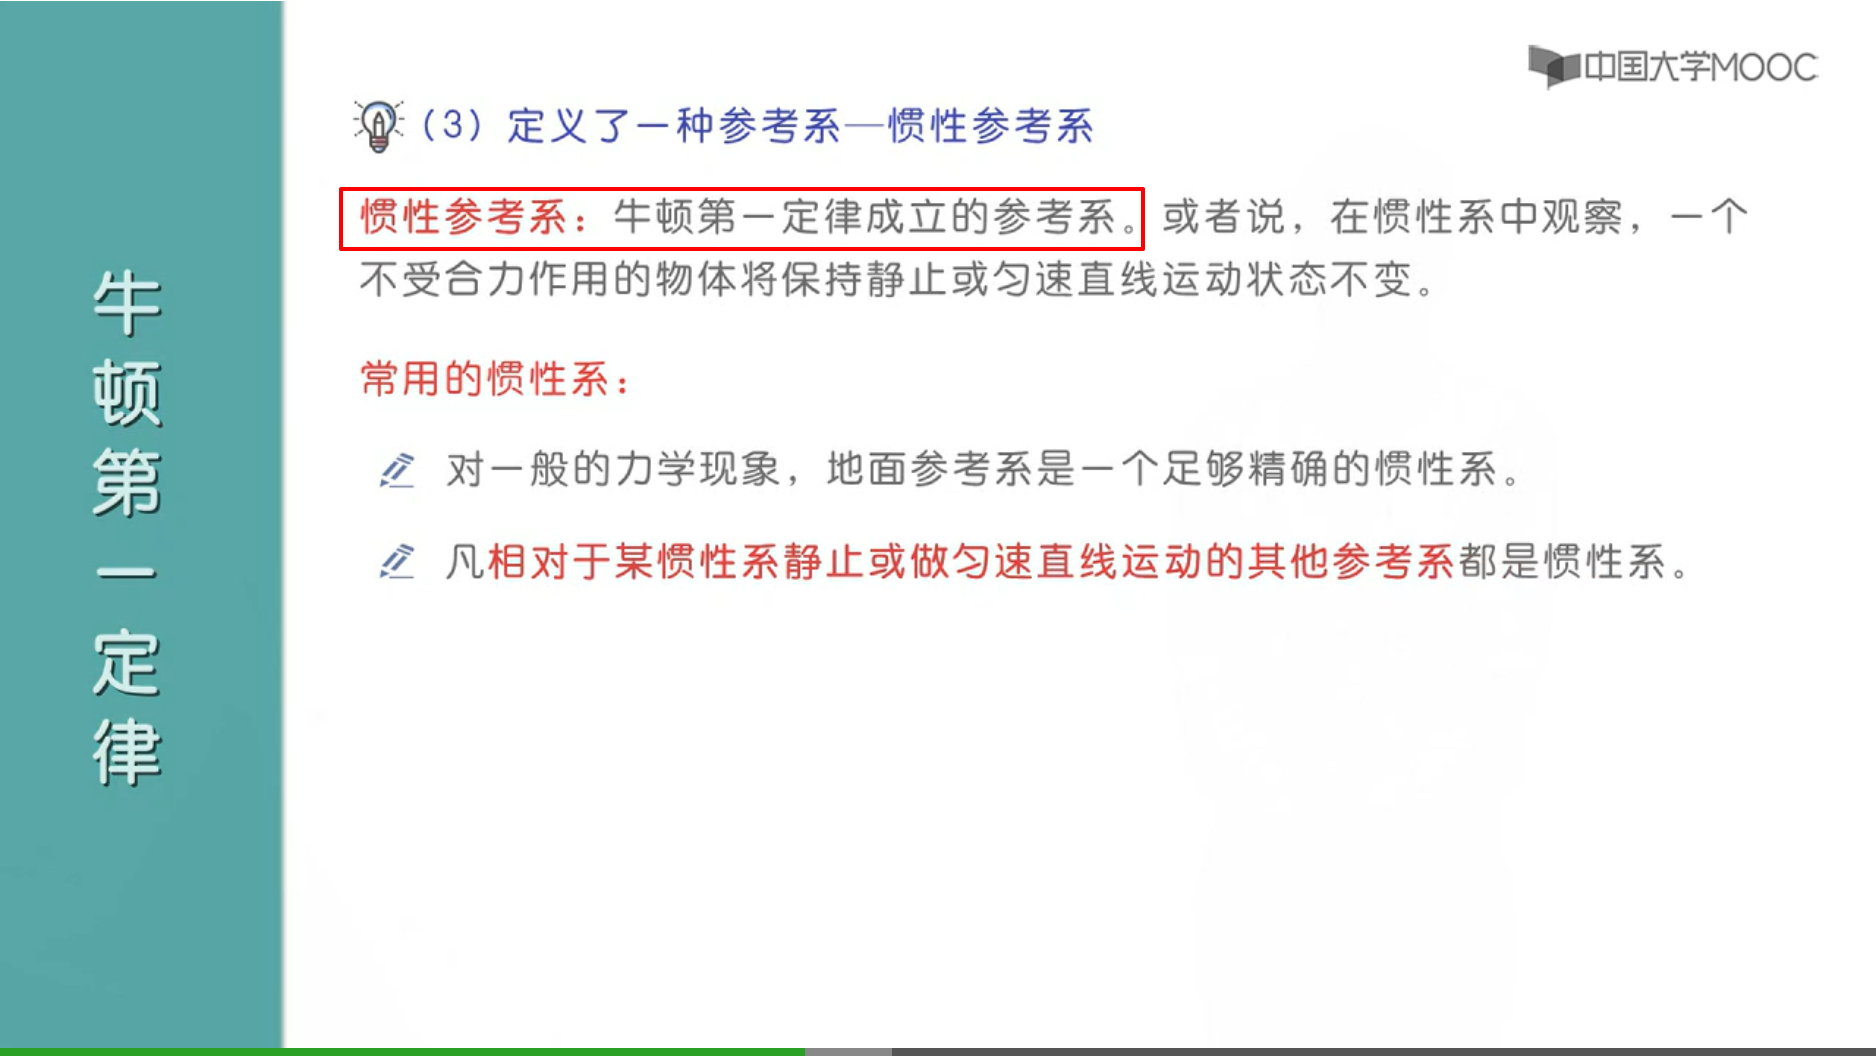 中国大学MOOC
（3）定义了一种参考系—惯性参考系
惯性参考系：牛顿第一定律成立的参考系。或者说，在惯性系中观察，一个
不受合力作用的物体将保持静止或匀速直线运动状态不变。
常用的惯性系：
对一般的力学现象，地面参考系是一个足够精确的惯性系。
凡相对于某惯性系静止或做匀速直线运动的其他参考系都是惯性系。
牛顿第一定律